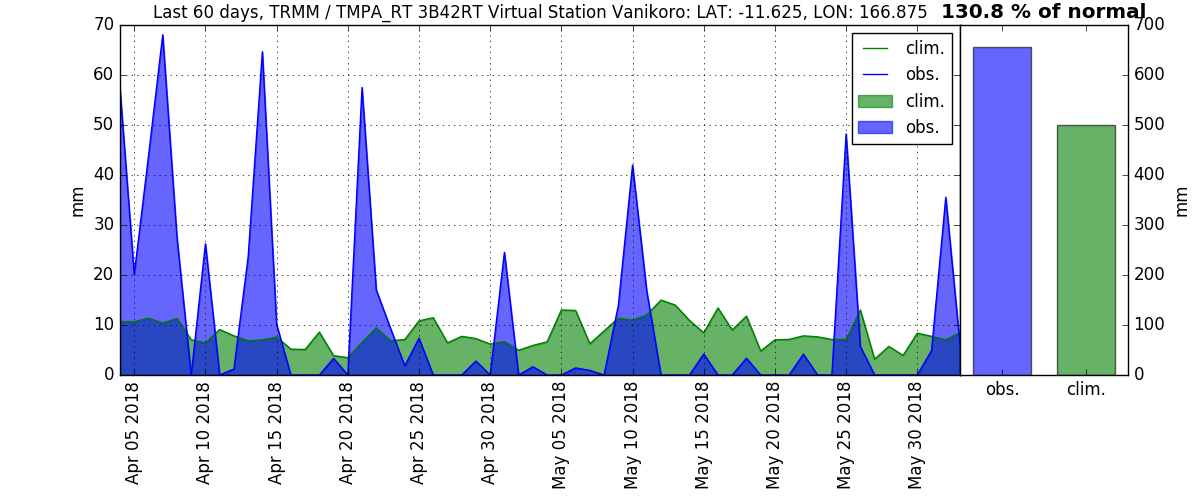 Last 60 days, TRMM / TMPA_RT 3B42RT Virtual Station Vanikoro: LAT: -11.625, LON: 166.875 130.8 % of normal
70
60
50
40
30
20
10
0
mm
clim.
obs.
clim.
obs.
700
600
500
400
300
200
100
0
mm
Apr 05 2018
Apr 10 2018
Apr 15 2018
Apr 20 2018
Apr 25 2018
Apr 30 2018
May 05 2018
May 10 2018
May 15 2018
May 20 2018
May 25 2018
May 30 2018
obs.
clim.